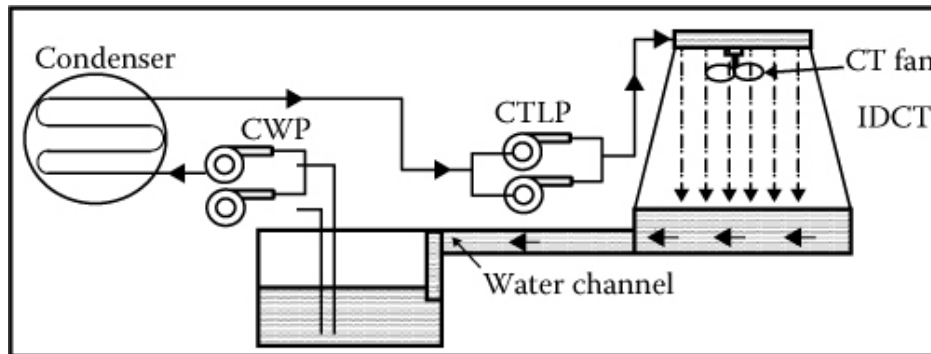 Condenser
CWP
CTLP
CT fan
IDCT
Water channel